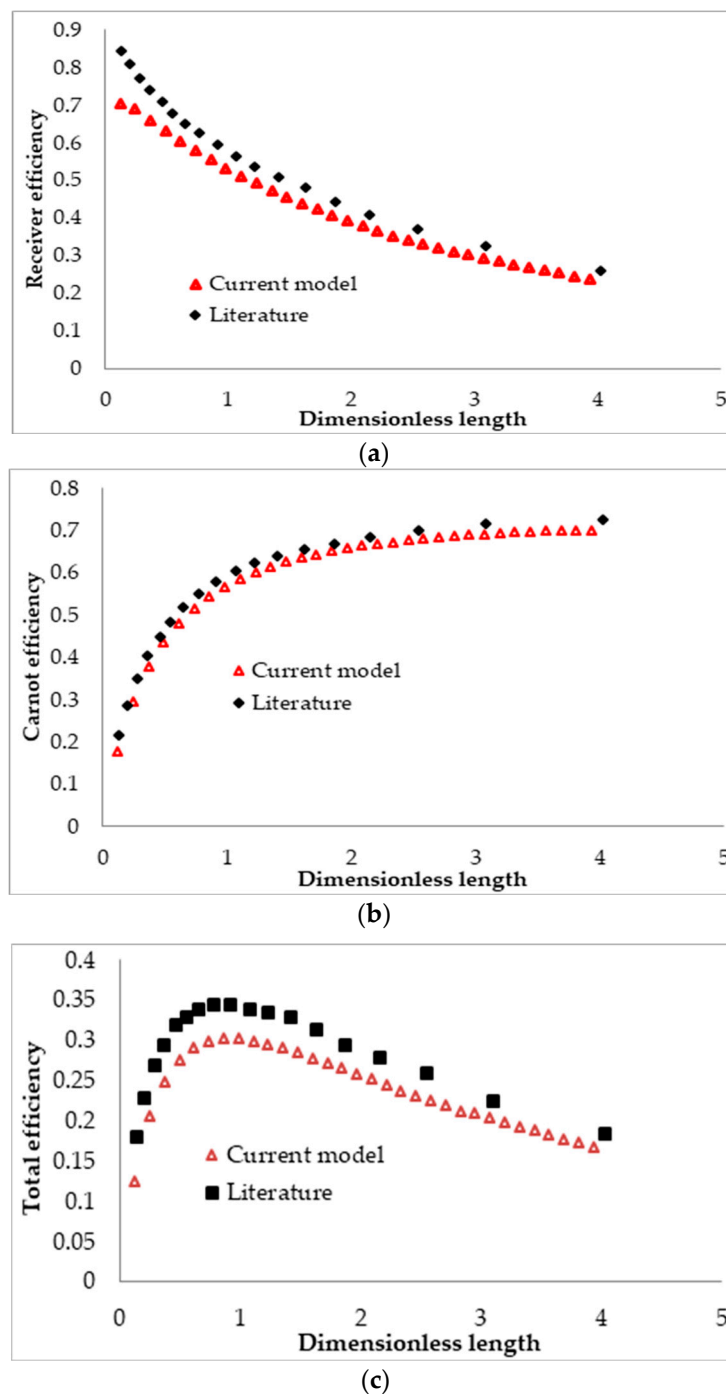 0.9
0.8
0.7
0.6
0.5
0.4
0.3
0.2
0.1
0
Receiver efficiency
Current model
Literature
0 1 2 3 4 5
Dimensionless length
(a)
0.8
0.7
0.6
0.5
0.4
0.3
0.2
0.1
0
Carnot efficiency
Current model
Literature
0 1 2 3 4 5
Dimensionless length
(b)
0.4
0.35
0.3
0.25
0.2
0.15
0.1
0.05
0
Total efficiency
Current model
Literature
0 1 2 3 4 5
Dimensionless length
(c)